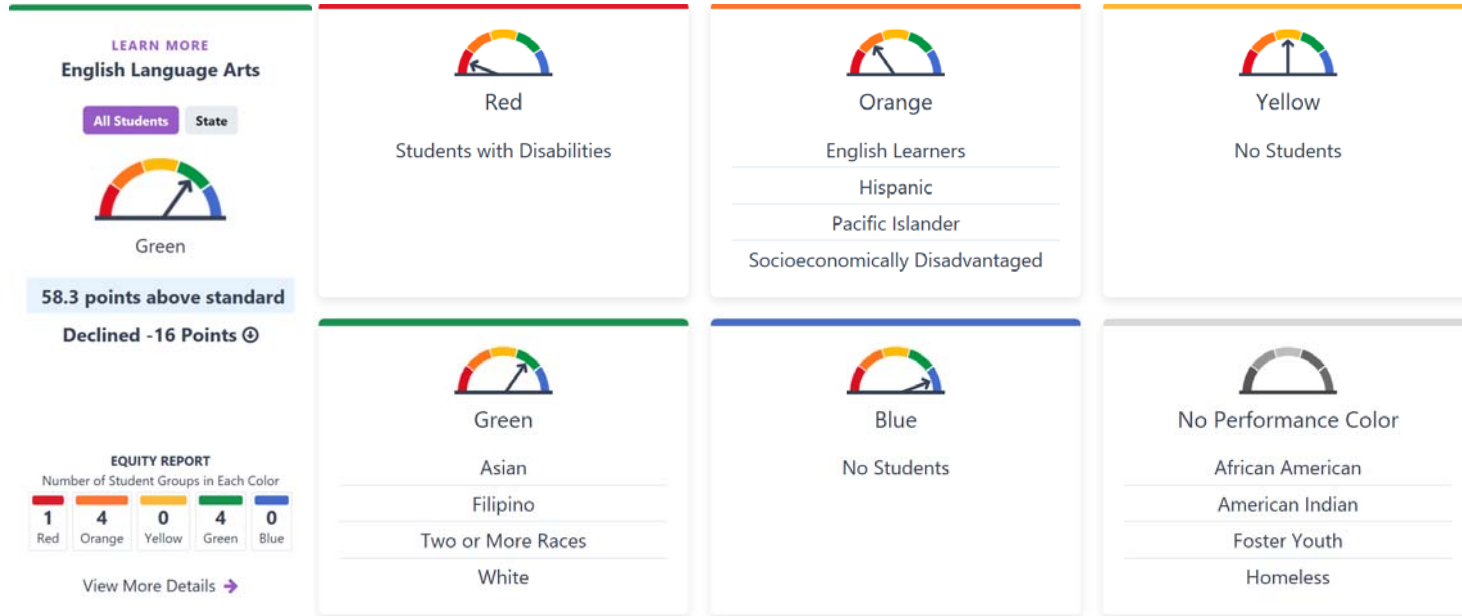 LEARN MORE
English Language Arts
All Students State
Green
58.3 points above standard
Declined -16 Points
EQUITY REPORT
Number of Student Groups in Each Color
1 4 0 4 0
Red Orange Yellow Green Blue
View More Details
Red
Students with Disabilities
Orange
English Learners
Hispanic
Pacific Islander
Socioeconomically Disadvantaged
Yellow
No Students
Green
Asian
Filipino
Two or More Races
White
Blue
No Students
No Performance Color
African American
American Indian
Foster Youth
Homeless